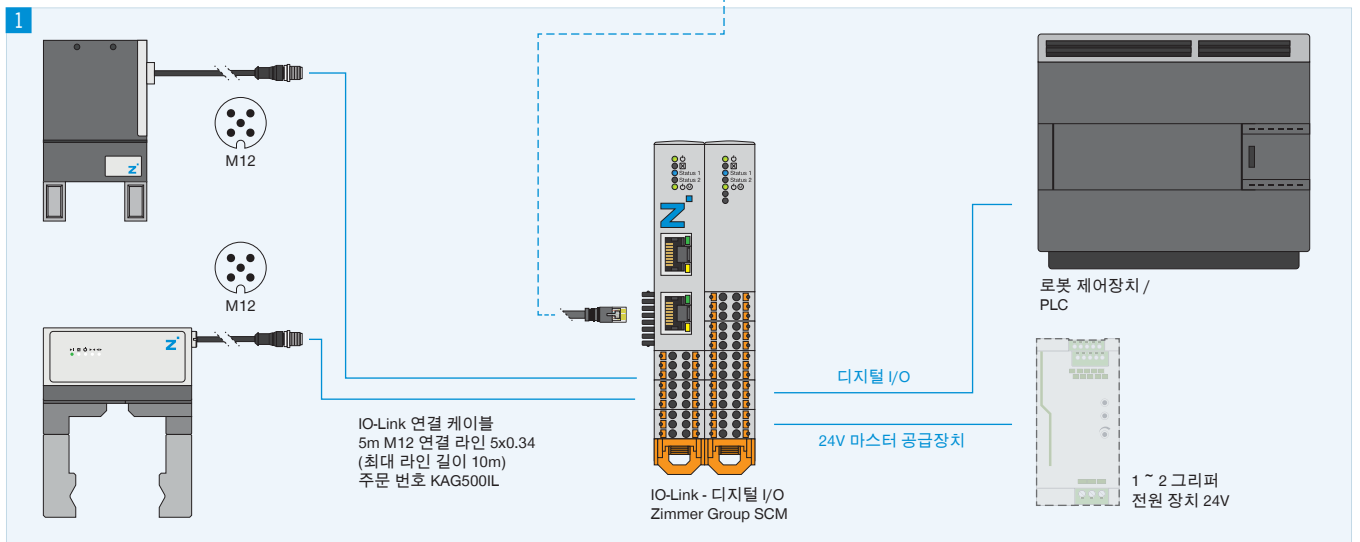 1
M12
M12
IO-Link 연결 케이블
5m M12 연결 라인 5x0.34
(최대 라인 길이 10m)
주문 번호 KAG500IL
Status 1
Status 2
Status 1
Status 2
IO-Link - 디지털 I/O
Zimmer Group SCM
디지털 I/O
24V 마스터 공급장치
로봇 제어장치 /
PLC
1 ~ 2 그리퍼
전원 장치 24V